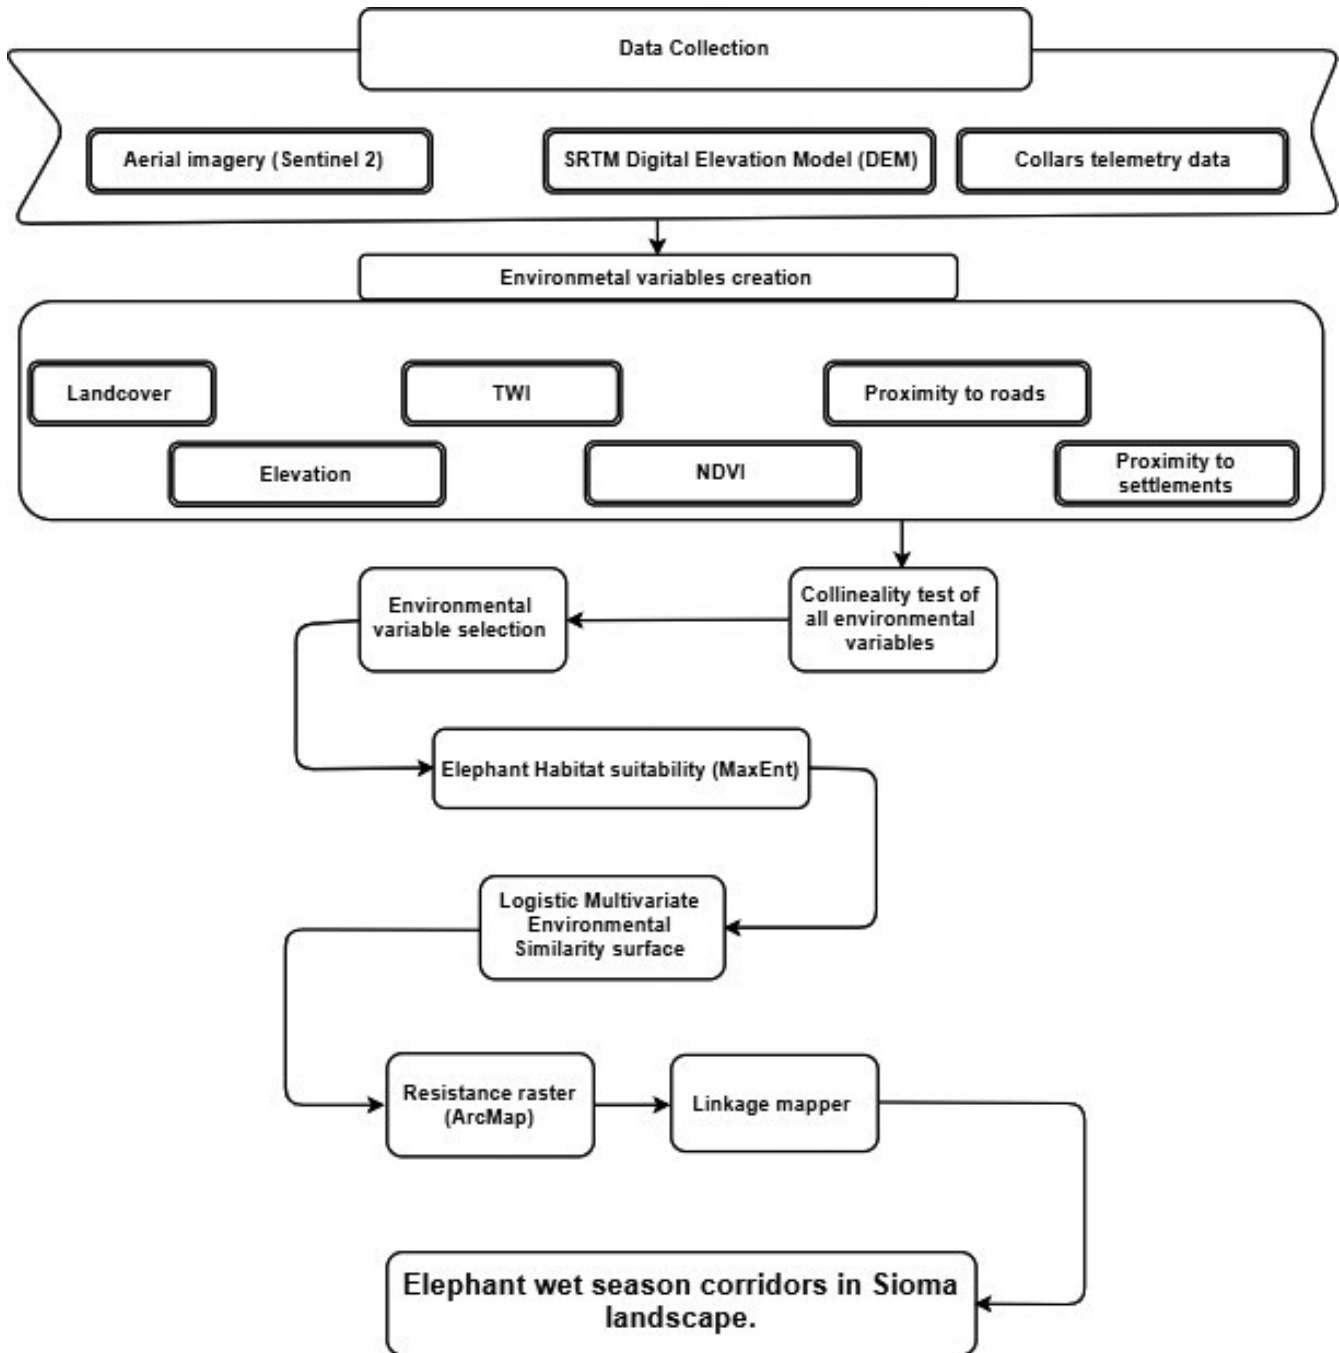 Data Collection
Aerial imagery (Sentinel 2)
SRTM Digital Elevation Model (DEM)
Collars telemetry data
Environmetal variables creation
Landcover
TWI
Proximity to roads
Elevation
NDVI
Proximity to
settlements
Collineality test of
all environmental
variables
Environmental
variable selection
Elephant Habitat suitability (MaxEnt)
Logistic Multivariate
Environmental
Similarity surface
Resistance raster
(ArcMap)
Linkage mapper
Elephant wet season corridors in Sioma
landscape.